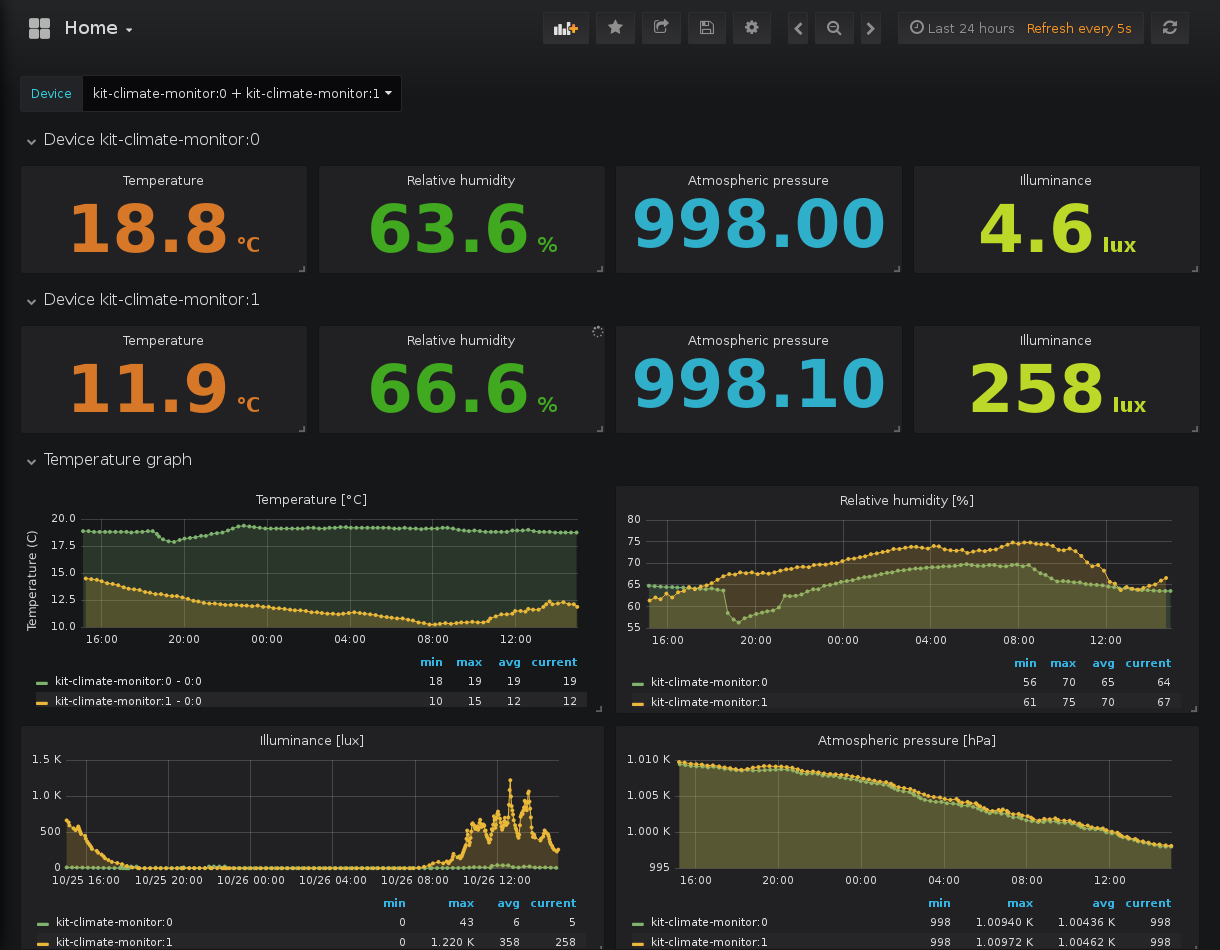 Home
Last 24 hours Refresh every 5s
Device kit-climate-monitor:0 + kit-climate-monitor:1
Device kit-climate-monitor:0
Temperature Relative humidity Atmospheric pressure Illuminance
18.8 °C 63.6 % 998.00 4.6 lux
Device kit-climate-monitor:1
Temperature Relative humidity Atmospheric pressure Illuminance
11.9 °C 66.6 % 998.10 258 lux
Temperature graph
Temperature [°C]
Temperature (C)
20.0
17.5
15.0
12.5
10.0
16:00 20:00 00:00 04:00 08:00 12:00
min max avg current
kit-climate-monitor:0 - 0:0 18 19 19 19
kit-climate-monitor:1 - 0:0 10 15 12 12
Relative humidity [%]
80
75
70
65
60
55
16:00 20:00 00:00 04:00 08:00 12:00
min max avg current
kit-climate-monitor:0 56 70 65 64
kit-climate-monitor:1 61 75 70 67
Illuminance [lux]
1.5 K
1.0 K
500
0
10/25 16:00 10/25 20:00 10/26 00:00 10/26 04:00 10/26 08:00 10/26 12:00
min max avg current
kit-climate-monitor:0 0 43 6 5
kit-climate-monitor:1 0 1.220 K 358 258
Atmospheric pressure [hPa]
1.010 K
1.005 K
1.000 K
995
16:00 20:00 00:00 04:00 08:00 12:00
min max avg current
kit-climate-monitor:0 998 1.00940 K 1.00436 K 998
kit-climate-monitor:1 998 1.00972 K 1.00462 K 998